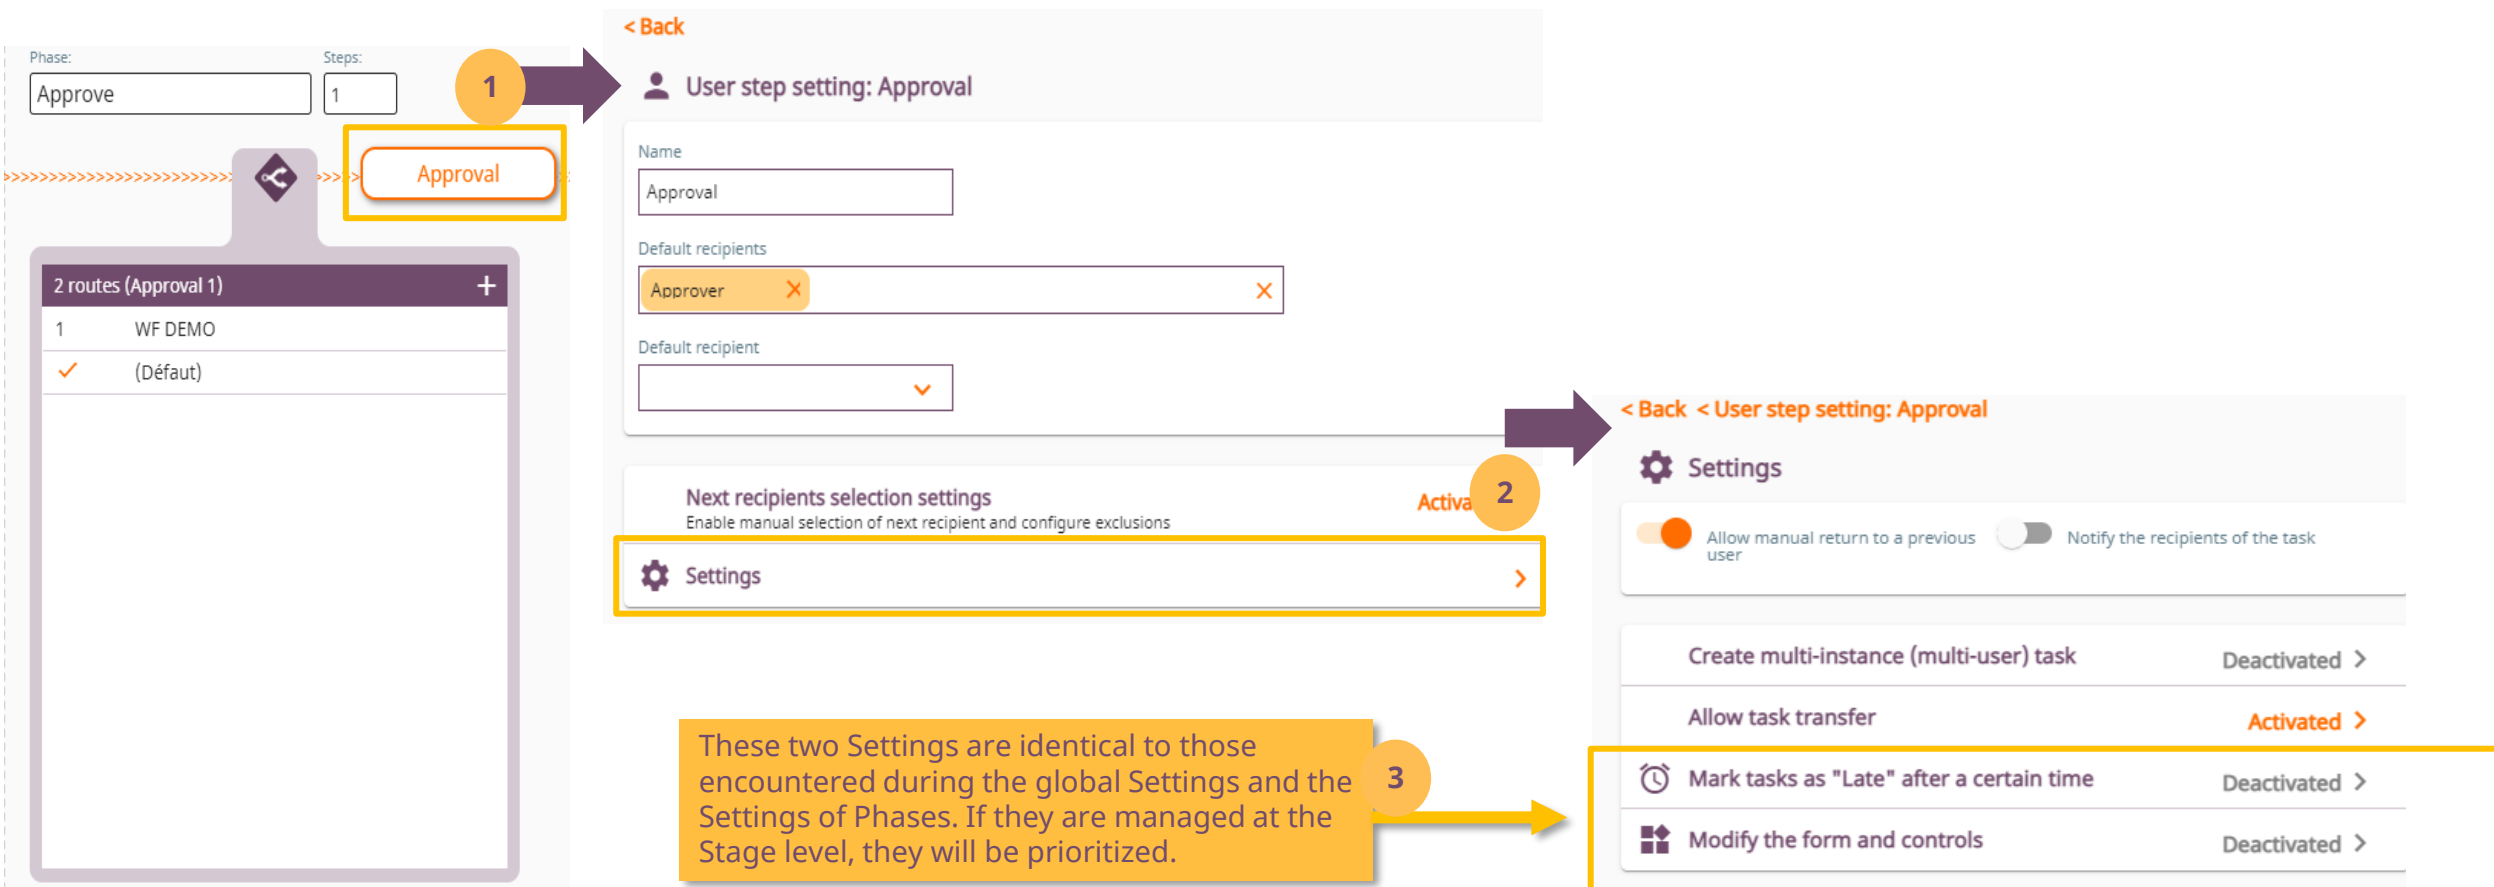 Phase:
Steps:
Approve
1
Approval
2 routes (Approval 1)
+
1
WF DEMO
(Défaut)
1
< Back
User step setting: Approval
Name
Approval
Default recipients
Approver
Default recipient
Next recipients selection settings
Enable manual selection of next recipient and configure exclusions
2
Settings
< Back < User step setting: Approval
Settings
Allow manual return to a previous
user
Notify the recipients of the task
Create multi-instance (multi-user) task
Deactivated
Allow task transfer
Activated
Mark tasks as "Late" after a certain time
Deactivated
Modify the form and controls
Deactivated
These two Settings are identical to those
encountered during the global Settings and the
Settings of Phases. If they are managed at the
Stage level, they will be prioritized.
3